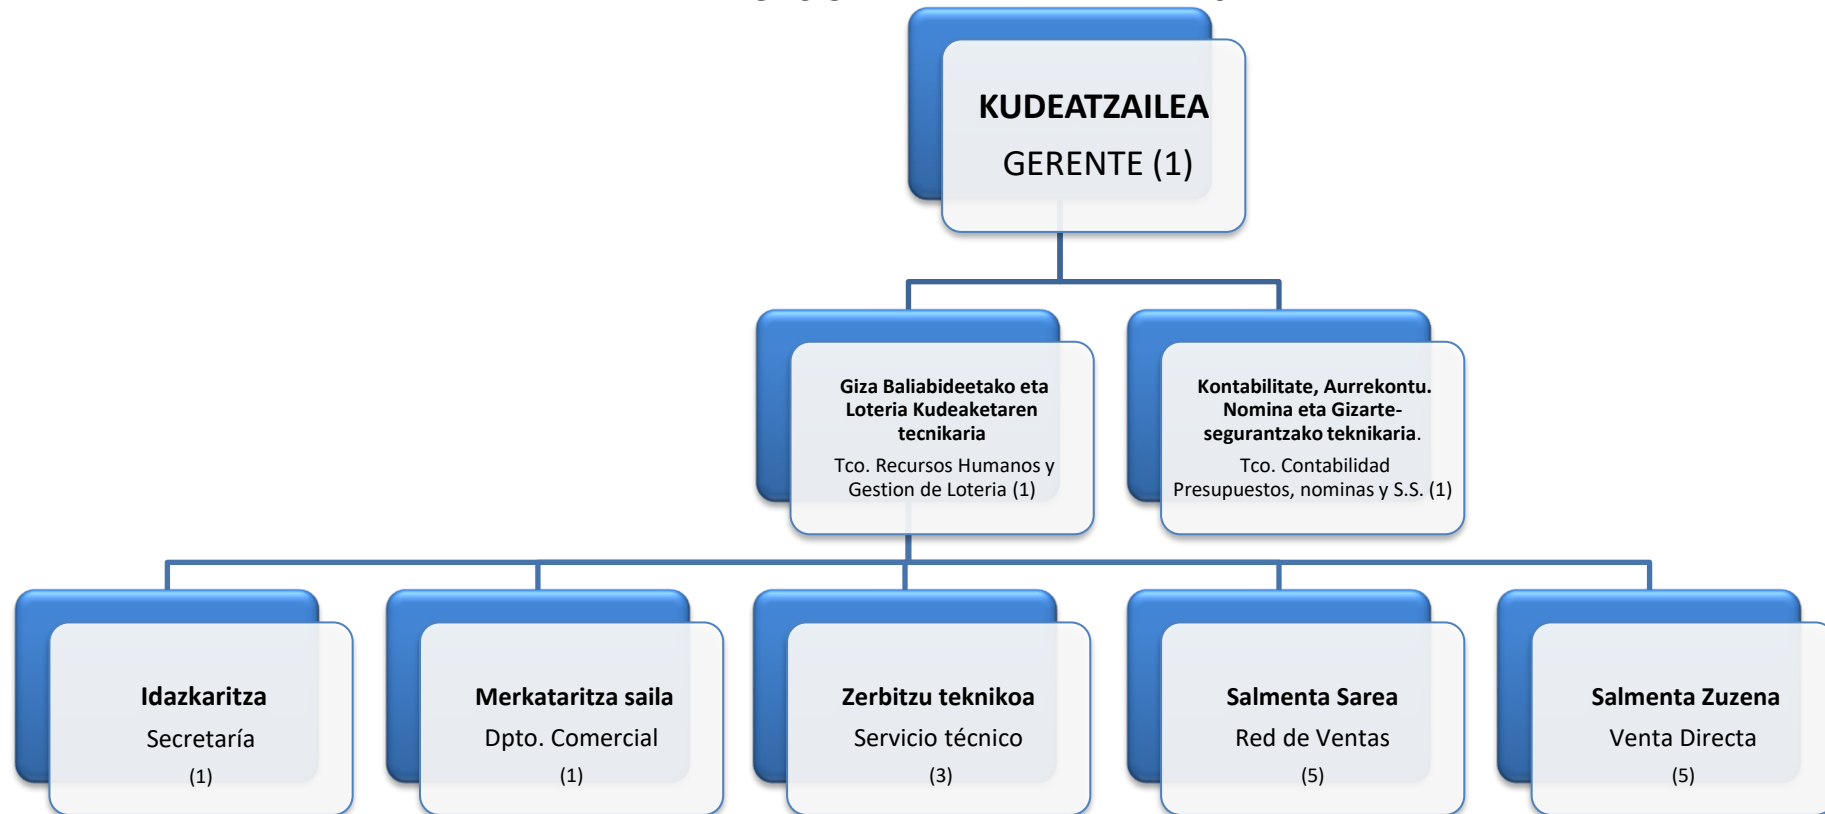 KUDEATZAILEA
GERENTE (1)
Giza Baliabideetako eta
Loteria Kudeaketaren
tecnikaria
Tco. Recursos Humanos y
Gestion de Loteria (1)
Kontabilitate, Aurrekontu.
Nomina eta Gizarte-
segurantzako teknikaria.
Tco. Contabilidad
Presupuestos, nominas y S.S. (1)
Idazkaritza
Secretaría
(1)
Merkataritza saila
Dpto. Comercial
(1)
Zerbitzu teknikoa
Servicio técnico
(3)
Salmenta Sarea
Red de Ventas
(5)
Salmenta Zuzena
Venta Directa
(5)